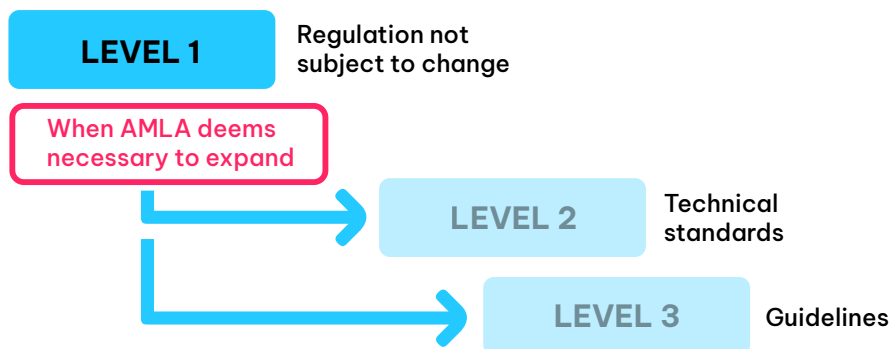 LEVEL 1
Regulation not
subject to change
When AMLA deems
necessary to expand
LEVEL 2
Technical
standards
LEVEL 3
Guidelines